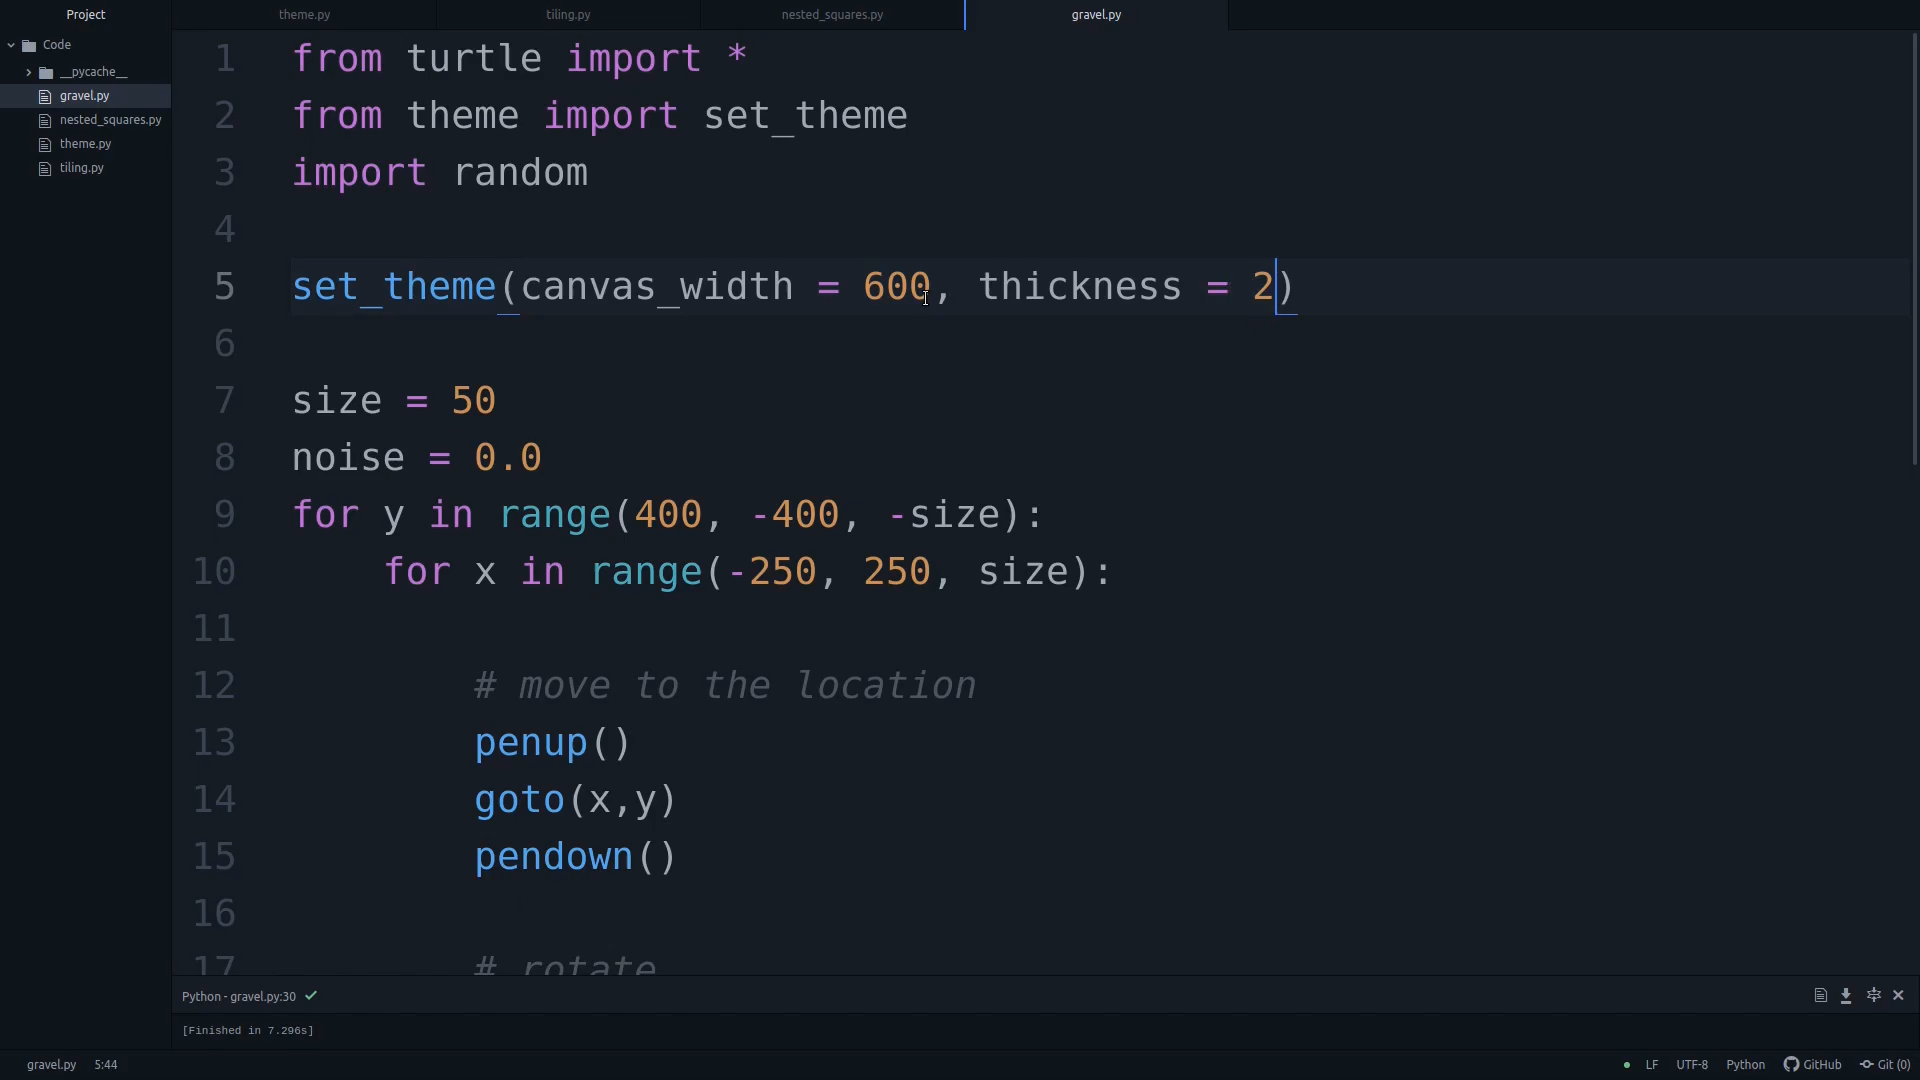 Project
theme.py
tiling.py
nested_squares.py
gravel.py
Code
__pycache__
gravel.py
nested_squares.py
theme.py
tiling.py
1 from turtle import *
2 from theme import set_theme
3 import random
4
5 set_theme(canvas_width = 600, thickness = 2)
6
7 size = 50
8 noise = 0.0
9 for y in range(400, -400, -size):
10 for x in range(-250, 250, size):
11
12 # move to the location
13 penup()
14 goto(x,y)
15 pendown()
16
17 # rotate
Python - gravel.py:30
[Finished in 7.296s]
gravel.py 5:44 LF UTF-8 Python GitHub Git (0)